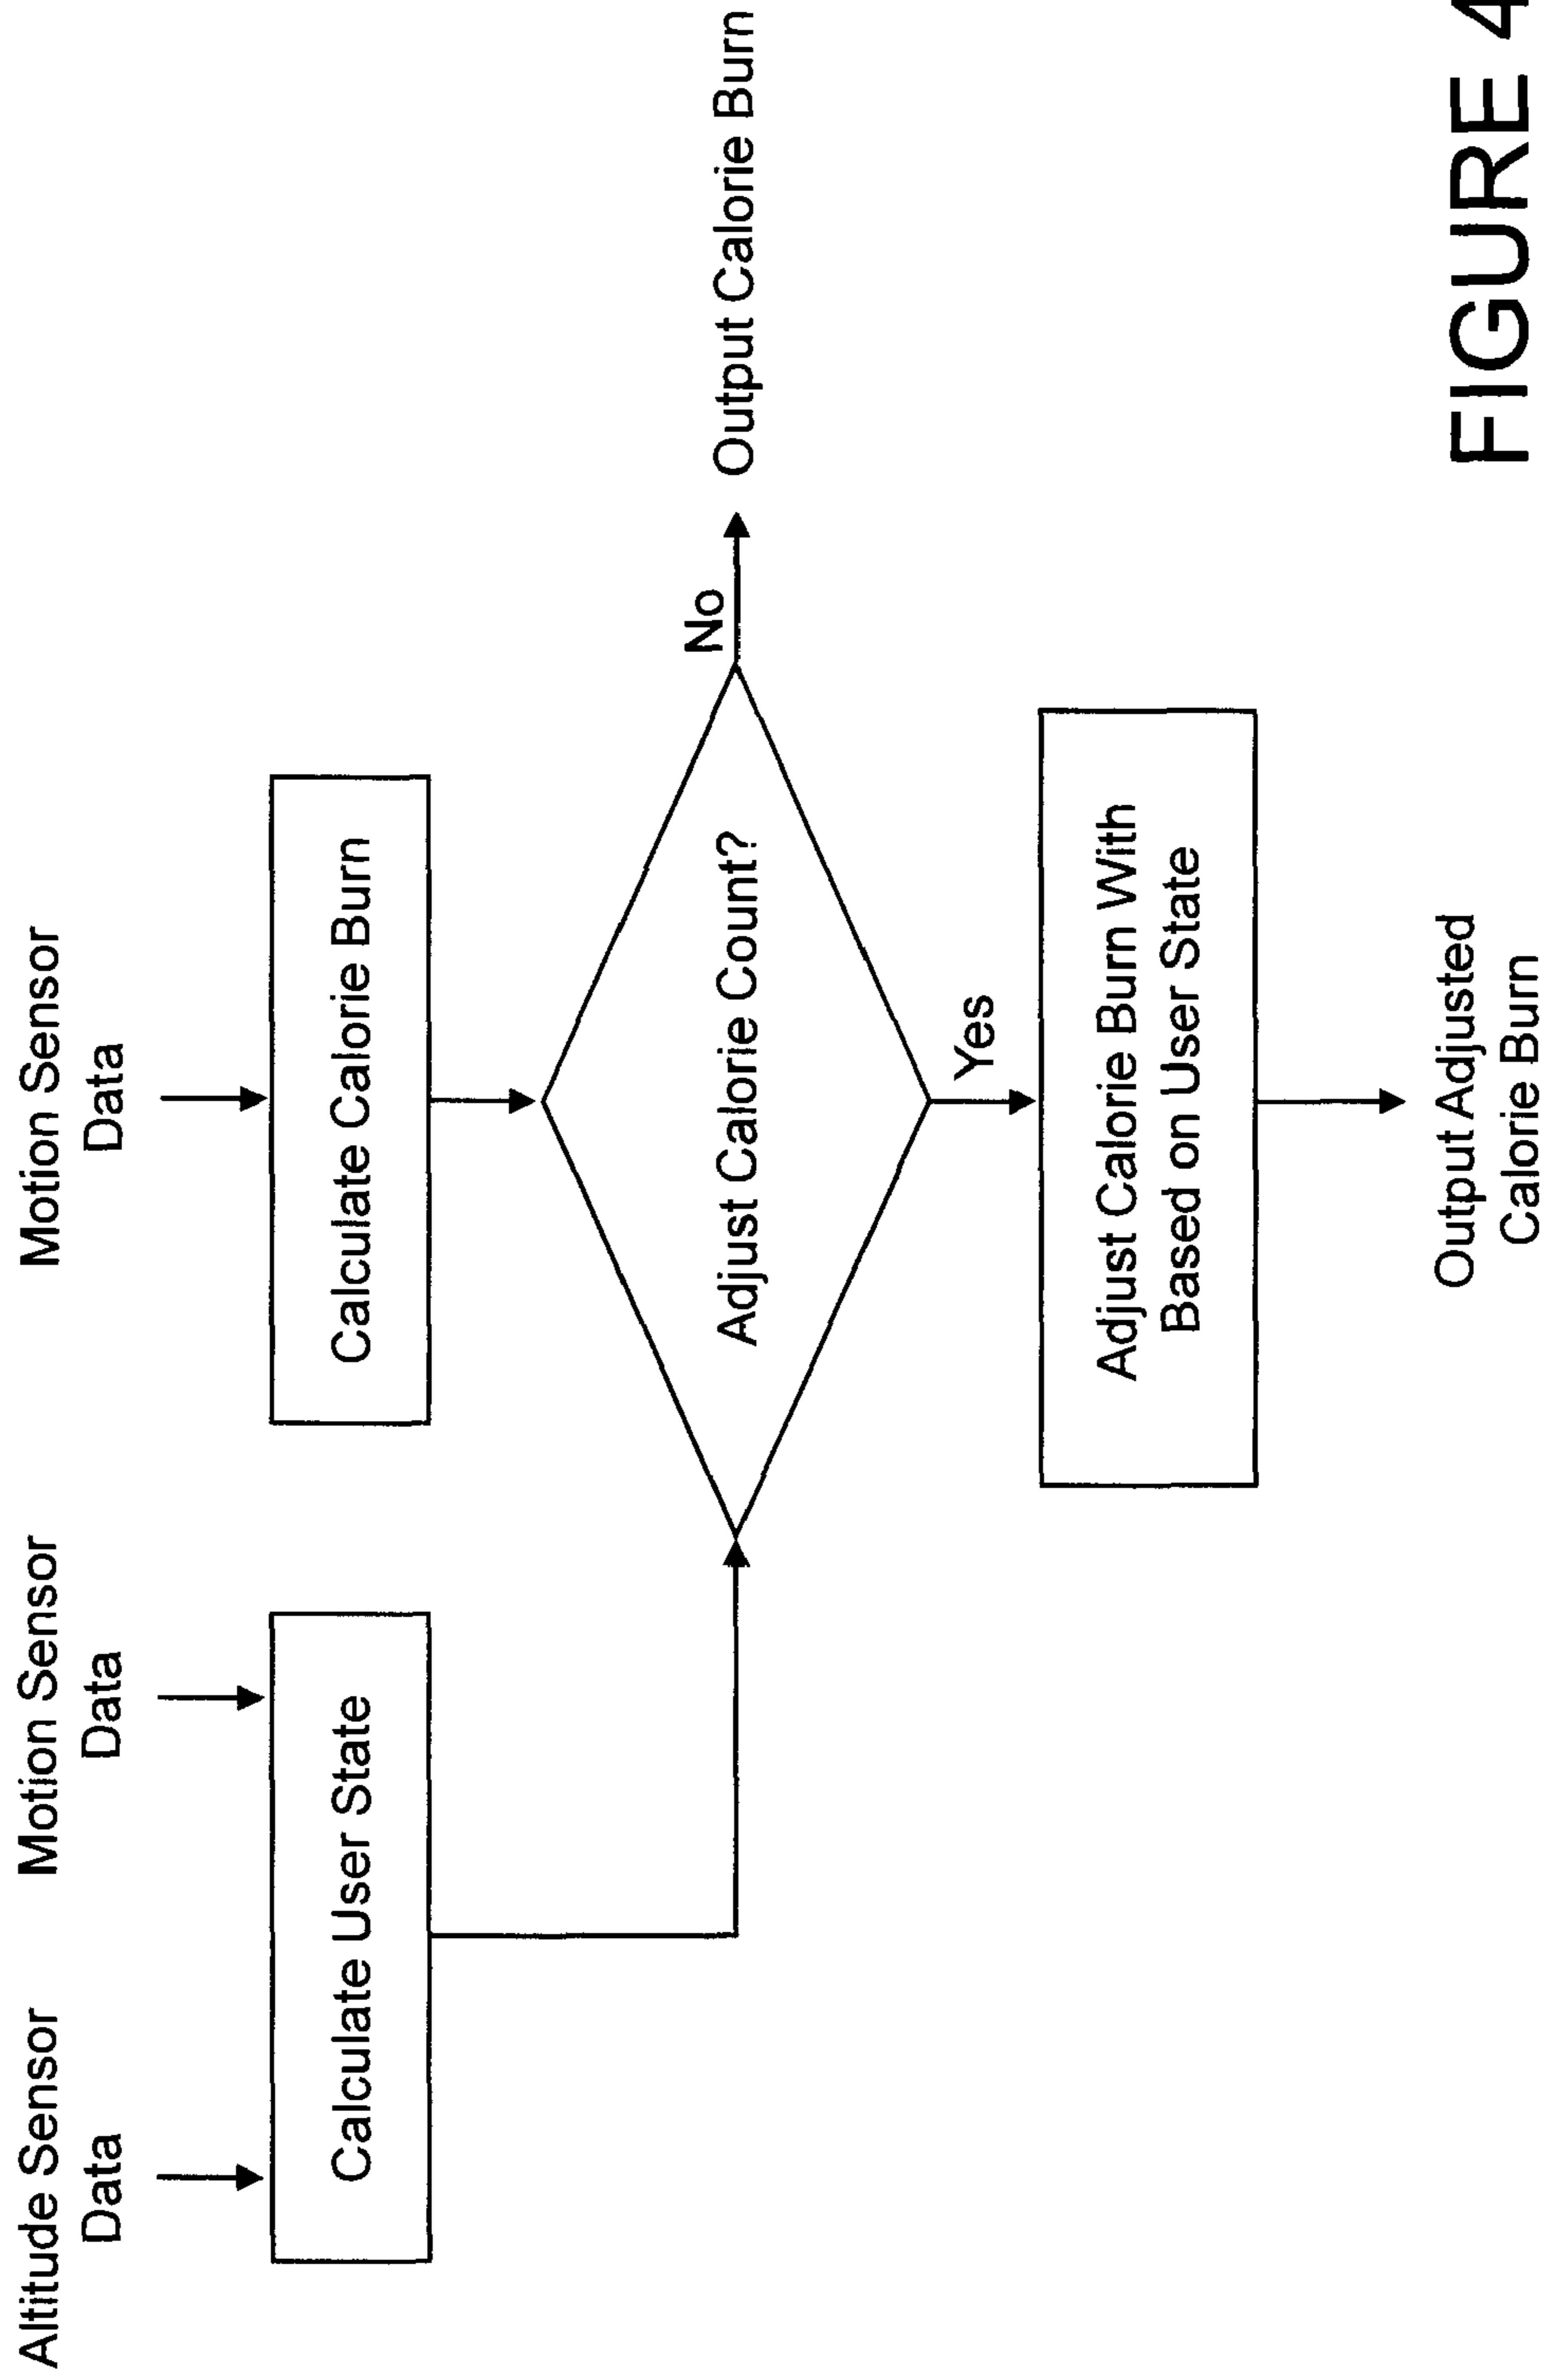 Altitude Sensor
Data
Motion Sensor
Data
Motion Sensor
Data
Calculate User State
Calculate Calorie Burn
Adjust Calorie Count?
No
Output Calorie Burn
Yes
Adjust Calorie Burn With
Based on User State
Output Adjusted
Calorie Burn
FIGURE 4